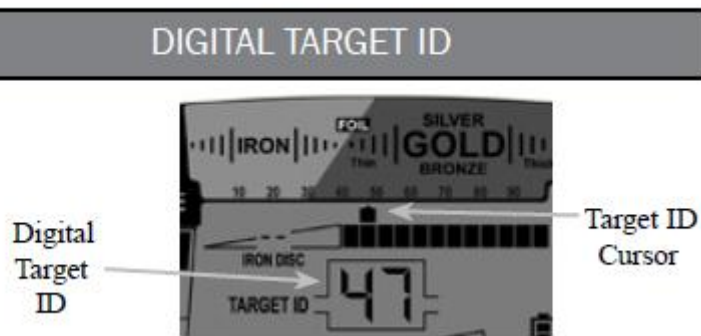 DIGITAL TARGET ID
FOIL
SILVER
IRON
GOLD
Thin
BRONZE
10 20 30 40 50 60 70 80 90
Target ID
Cursor
Digital
Target
ID
IRON DISC
TARGET ID
47